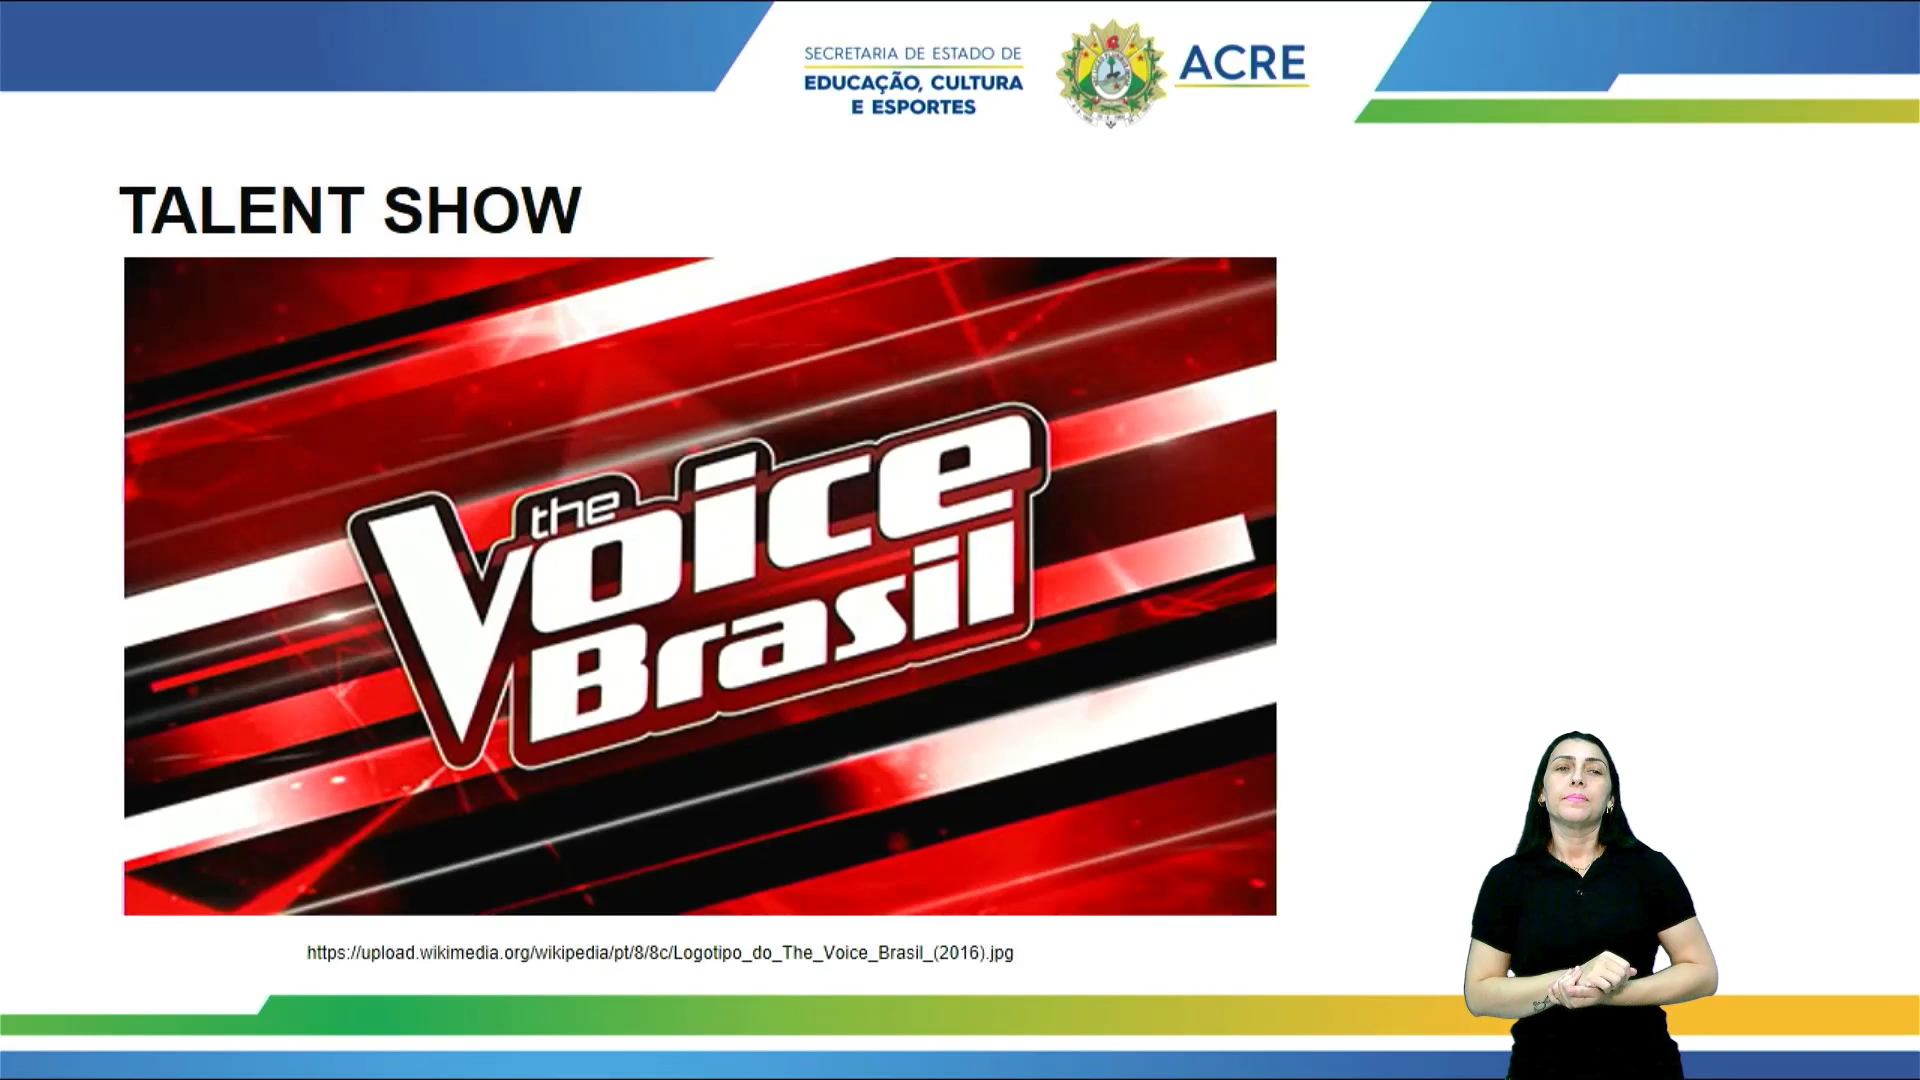 SECRETARIA DE ESTADO DE
EDUCAÇÃO, CULTURA
E ESPORTES
ACRE
TALENT SHOW
the
Voice
Brasil
https://upload.wikimedia.org/wikipedia/pt/8/8c/Logotipo_do_The_Voice_Brasil_(2016).jpg